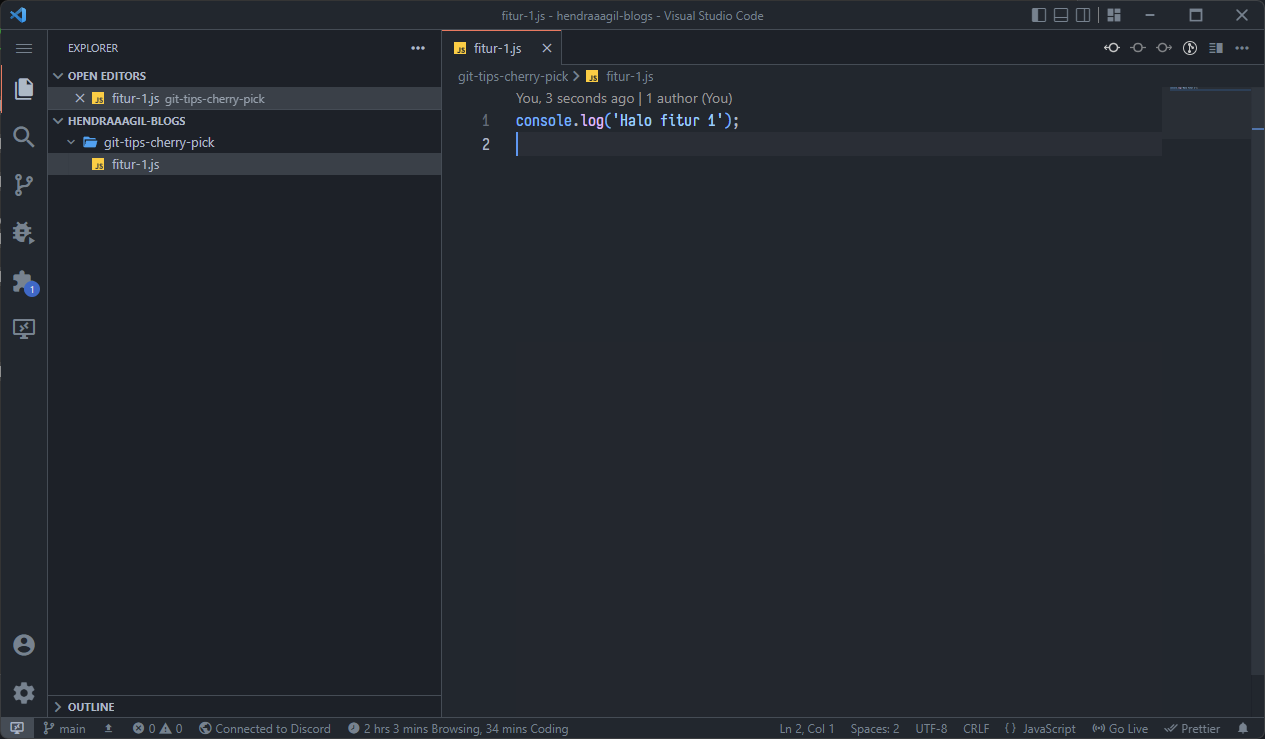 fitur-1.js - hendraaagil-blogs - Visual Studio Code
EXPLORER
OPEN EDITORS
JS fitur-1.js git-tips-cherry-pick
HENDRAAAGIL-BLOGS
git-tips-cherry-pick
JS fitur-1.js
1
OUTLINE
JS fitur-1.js
git-tips-cherry-pick > JS fitur-1.js
You, 3 seconds ago | 1 author (You)
1 console.log('Halo fitur 1');
2
main 0 0 Connected to Discord 2 hrs 3 mins Browsing, 34 mins Coding Ln 2, Col 1 Spaces: 2 UTF-8 CRLF { } JavaScript Go Live Prettier